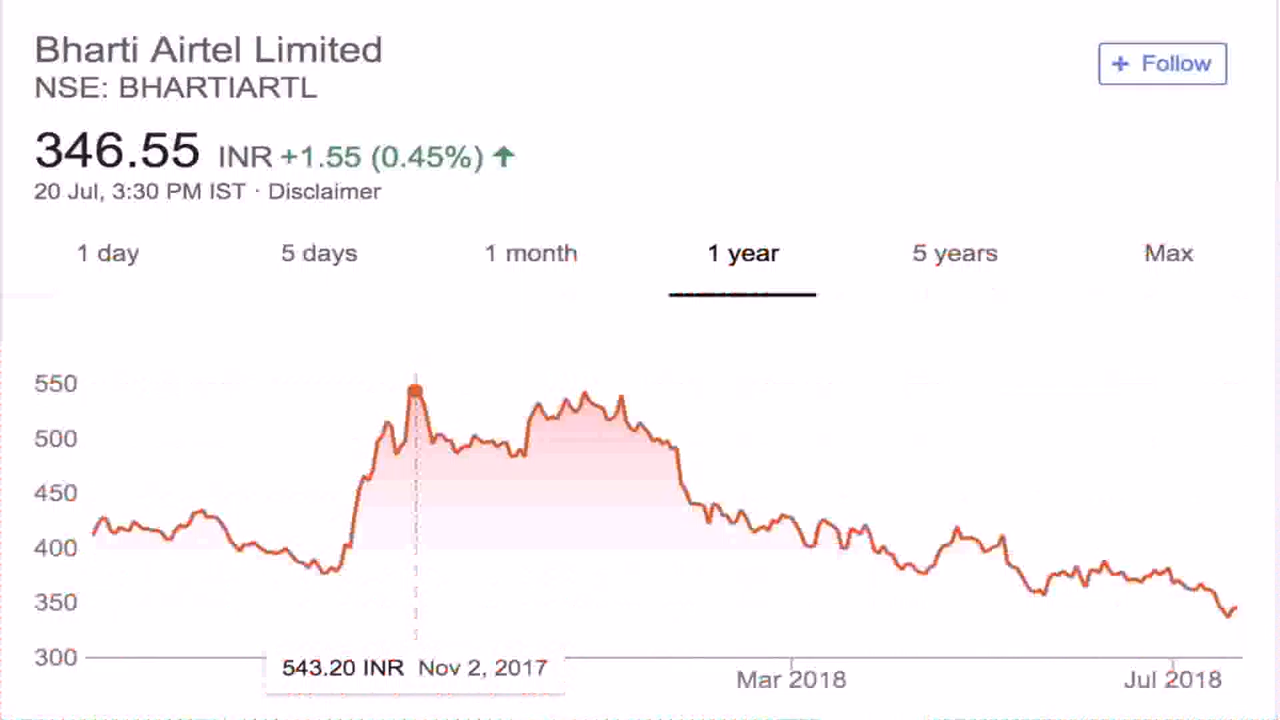 Bharti Airtel Limited
+ Follow
NSE: BHARTIARTL
346.55 INR +1.55 (0.45%) ↑
20 Jul, 3:30 PM IST · Disclaimer
1 day 5 days 1 month 1 year 5 years Max
550
500
450
400
350
300
543.20 INR Nov 2, 2017
Mar 2018 Jul 2018